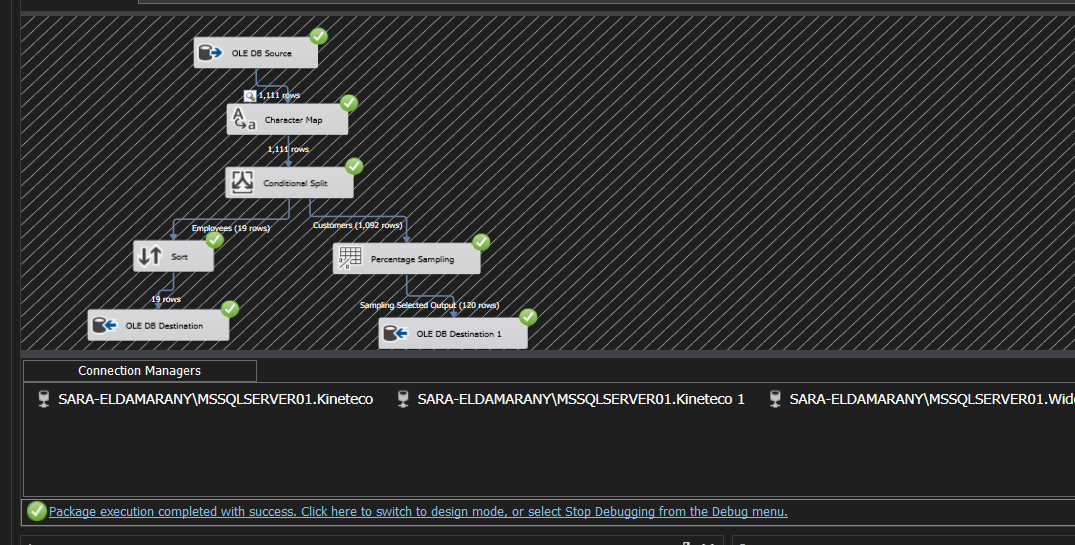 OLE DB Source
1,111 rows
Character Map
1,111 rows
Conditional Split
Employees (19 rows)
Customers (1,092 rows)
Sort
Percentage Sampling
19 rows
Sampling Selected Output (120 rows)
OLE DB Destination
OLE DB Destination 1
Connection Managers
SARA-ELDAMARANY\MSSQLSERVER01.Kineteco
SARA-ELDAMARANY\MSSQLSERVER01.Kineteco 1
SARA-ELDAMARANY\MSSQLSERVER01.Wid
Package execution completed with success. Click here to switch to design mode, or select Stop Debugging from the Debug menu.